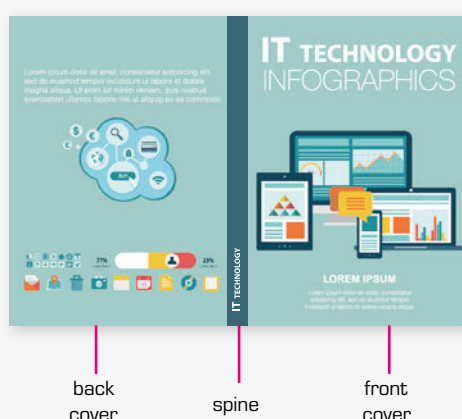 Lorem ipsum dolor sit amet, consectetur adipiscing elit,
sed do eiusmod tempor incididunt ut labore et dolore
magna aliqua. Ut enim ad minim veniam, quis nostrud
exercitation ullamco laboris nisi ut aliquip ex ea commodo
$
€
€
BUY
77%
23%
IT TECHNOLOGY
IT TECHNOLOGY
INFOGRAPHICS
LOREM IPSUM
back
cover
spine
front
cover